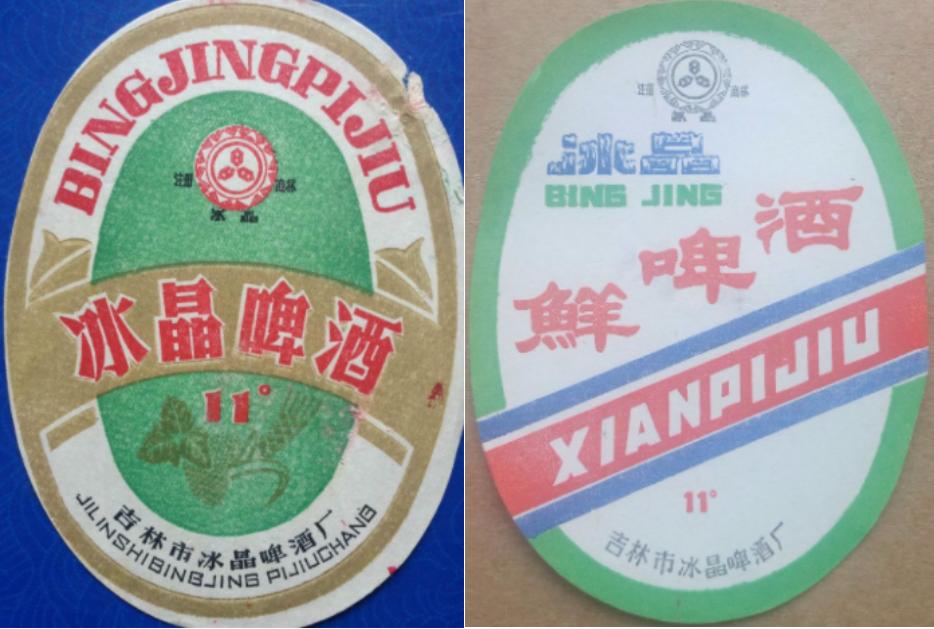 BINGJINGPIJIU
注册 商标
冰晶
冰晶啤酒
11°
吉林市冰晶啤酒厂
JILINSHIBINGJING PIJIUCHANG
注册 商标
冰晶
冰晶
BING JING
鮮啤酒
XIANPIJIU
11°
吉林市冰晶啤酒厂